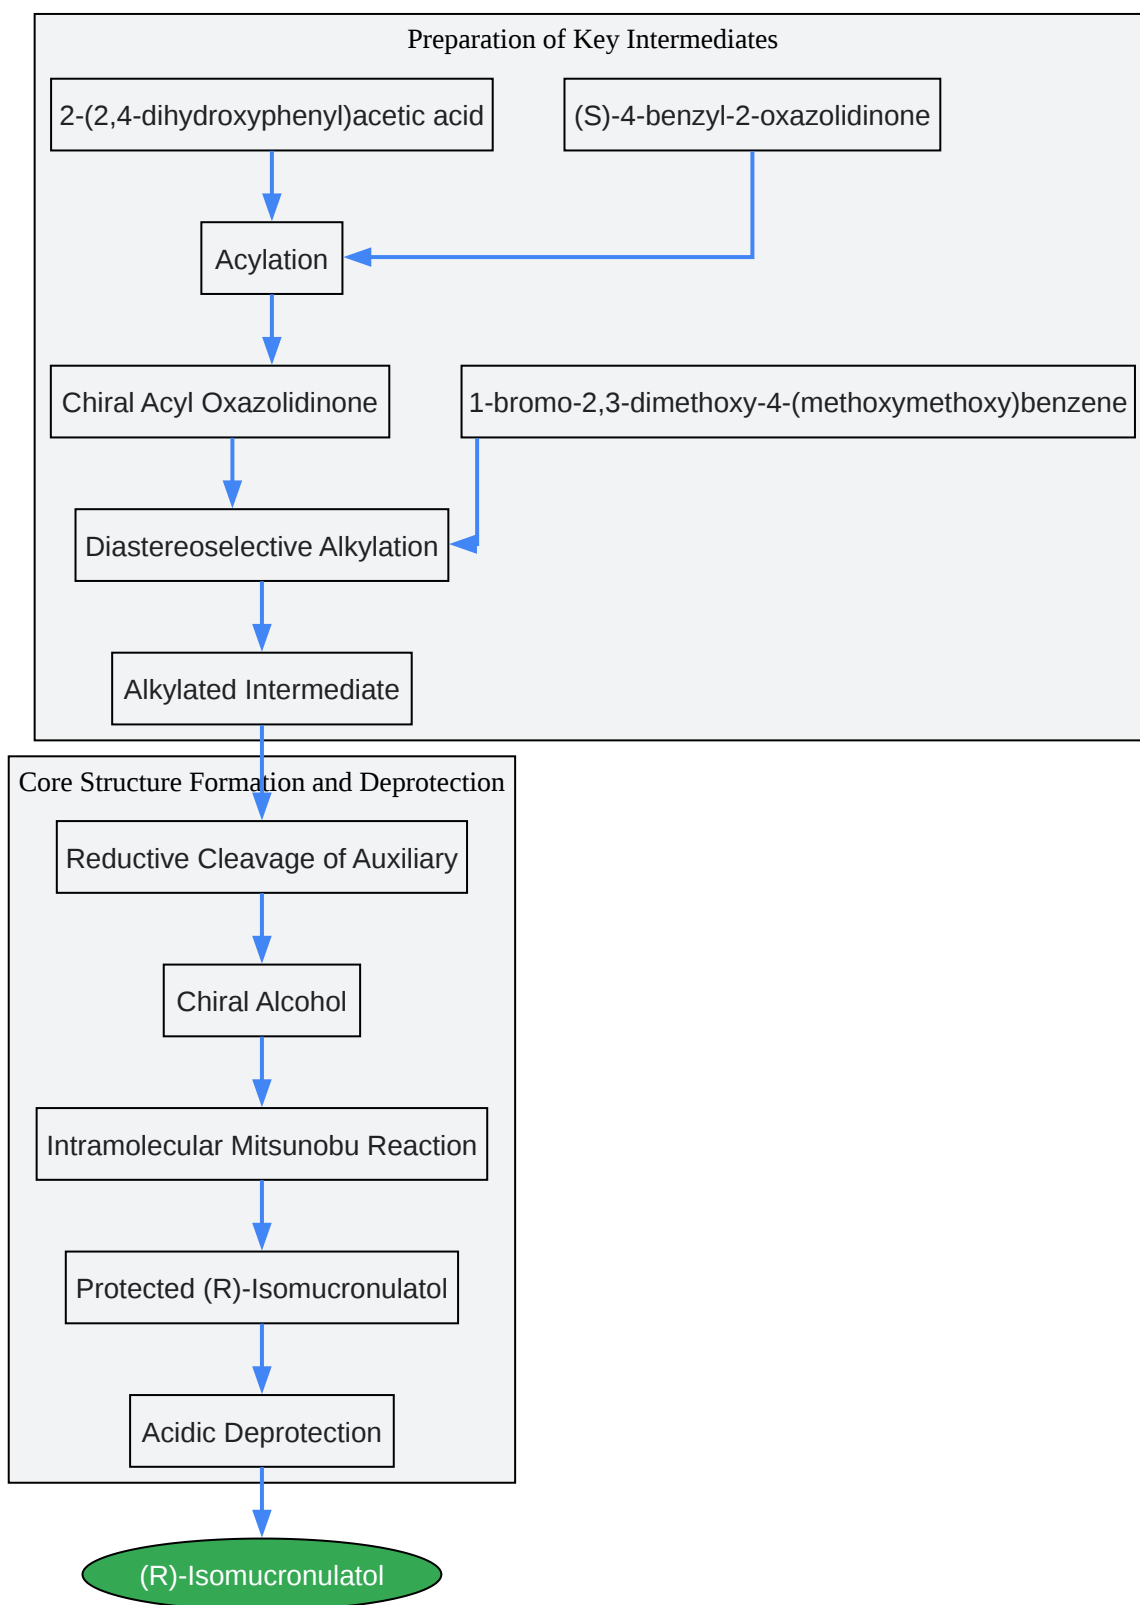 Preparation of Key Intermediates
2-(2,4-dihydroxyphenyl)acetic acid
(S)-4-benzyl-2-oxazolidinone
Acylation
Chiral Acyl Oxazolidinone
1-bromo-2,3-dimethoxy-4-(methoxymethoxy)benzene
Diastereoselective Alkylation
Alkylated Intermediate
Core Structure Formation and Deprotection
Reductive Cleavage of Auxiliary
Chiral Alcohol
Intramolecular Mitsunobu Reaction
Protected (R)-Isomucronulatol
Acidic Deprotection
(R)-Isomucronulatol